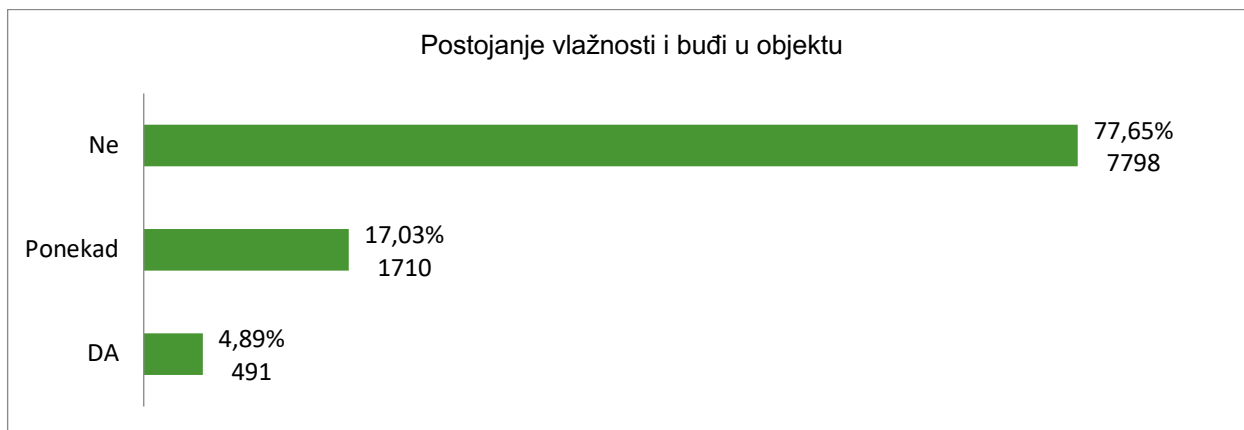 Postojanje vlažnosti i buđi u objektu
Ne
77,65%
7798
Ponekad
17,03%
1710
DA
4,89%
491